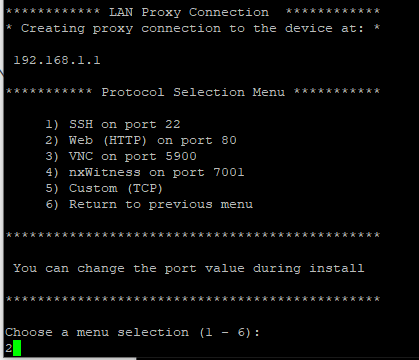 ************ LAN Proxy Connection ************
* Creating proxy connection to the device at: *
192.168.1.1
*********** Protocol Selection Menu ***********
1) SSH on port 22
2) Web (HTTP) on port 80
3) VNC on port 5900
4) nxWitness on port 7001
5) Custom (TCP)
6) Return to previous menu
***********************************************
You can change the port value during install
***********************************************
Choose a menu selection (1 - 6):
2